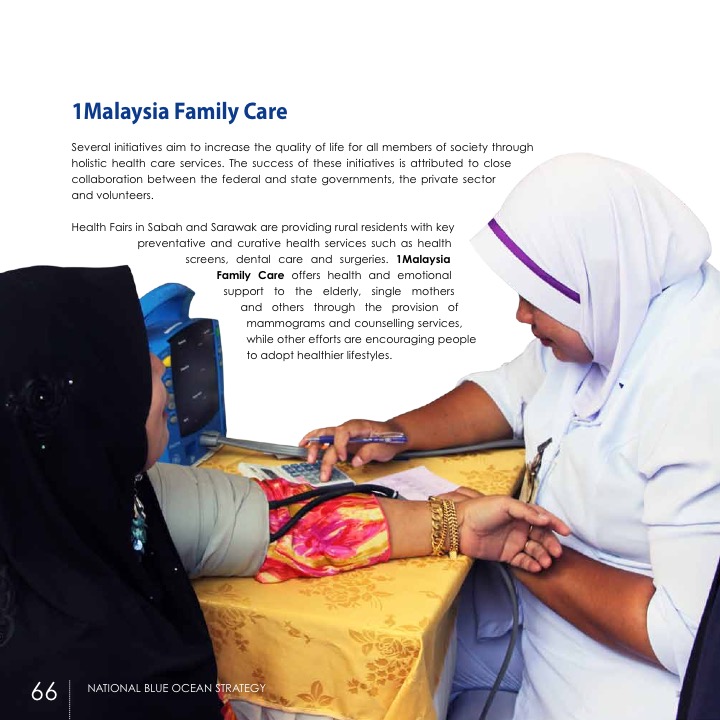 1Malaysia Family Care
Several initiatives aim to increase the quality of life for all members of society through
holistic health care services. The success of these initiatives is attributed to close
collaboration between the federal and state governments, the private sector
and volunteers.
Health Fairs in Sabah and Sarawak are providing rural residents with key
preventative and curative health services such as health
screens, dental care and surgeries. 1Malaysia
Family Care offers health and emotional
support to the elderly, single mothers
and others through the provision of
mammograms and counselling services,
while other efforts are encouraging people
to adopt healthier lifestyles.
66
NATIONAL BLUE OCEAN STRATEGY